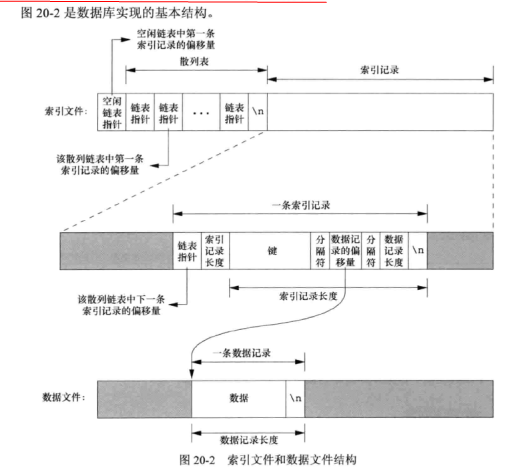 图 20-2 是数据库实现的基本结构。
空闲链表中第一条
索引记录的偏移量
散列表
索引记录
索引文件：
空闲
链表
指针
链表
指针
链表
指针
...
链表
指针
\n
该散列链表中第一条
索引记录的偏移量
一条索引记录
链表
指针
索引
记录
长度
键
分
隔
符
数据记
录的偏
移量
分
隔
符
数据
记录
长度
\n
该散列链表中下一条
索引记录的偏移量
索引记录长度
一条数据记录
数据文件：
数据
\n
数据记录长度
图 20-2 索引文件和数据文件结构